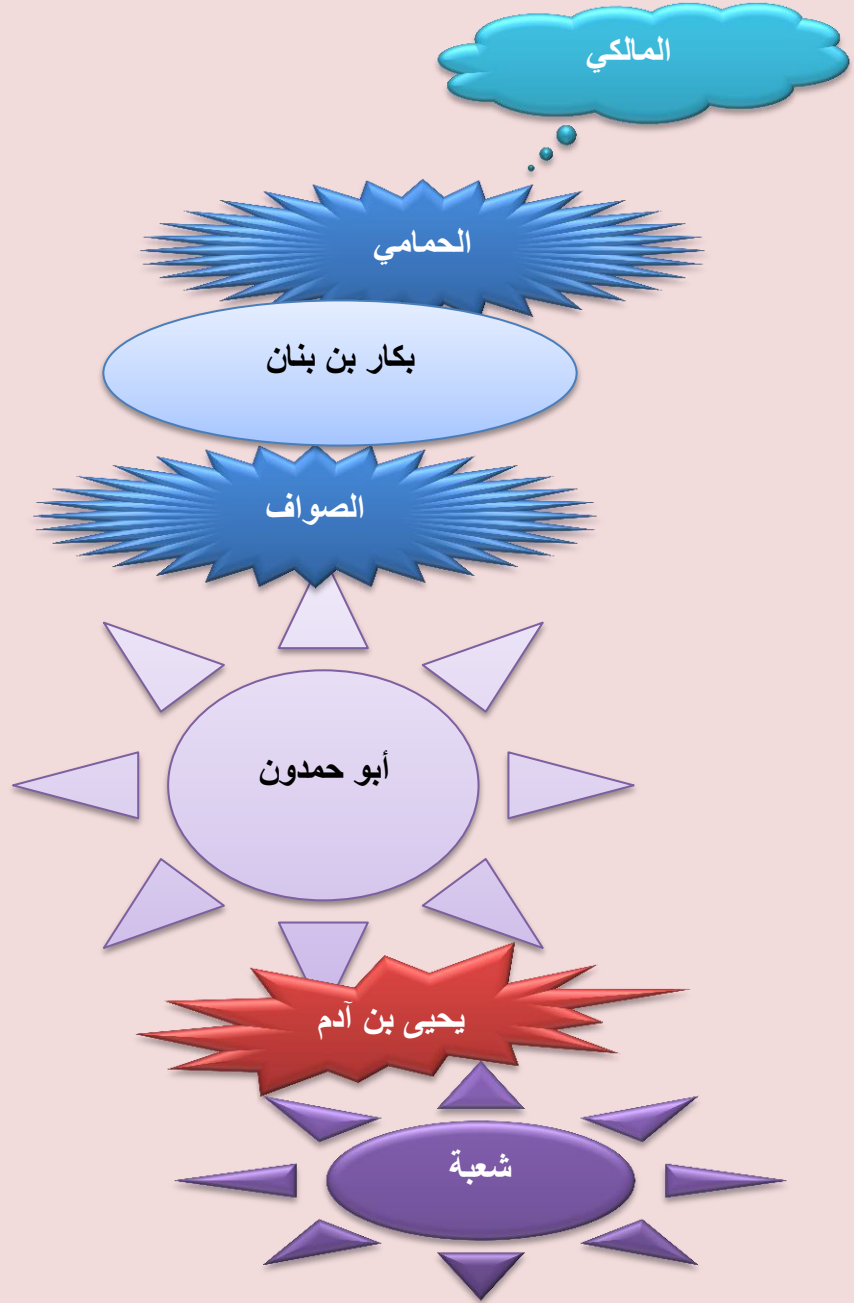 المالكي
الحمامي
بكار بن بنان
الصواف
أبو حمدون
يحيى بن آدم
شعبة